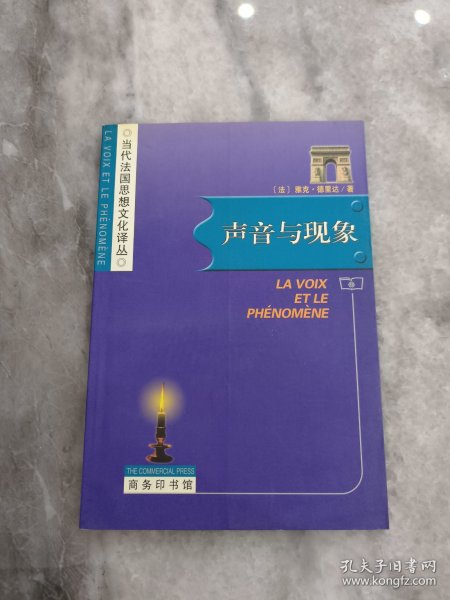 ◎当代法国思想文化译丛◎
LA VOIX ET LE PHÉNOMÈNE
〔法〕雅克·德里达/著
声音与现象
LA VOIX
ET LE
PHÉNOMÈNE
THE COMMERCIAL PRESS
商务印书馆
孔夫子旧书网
www.kongfz.com